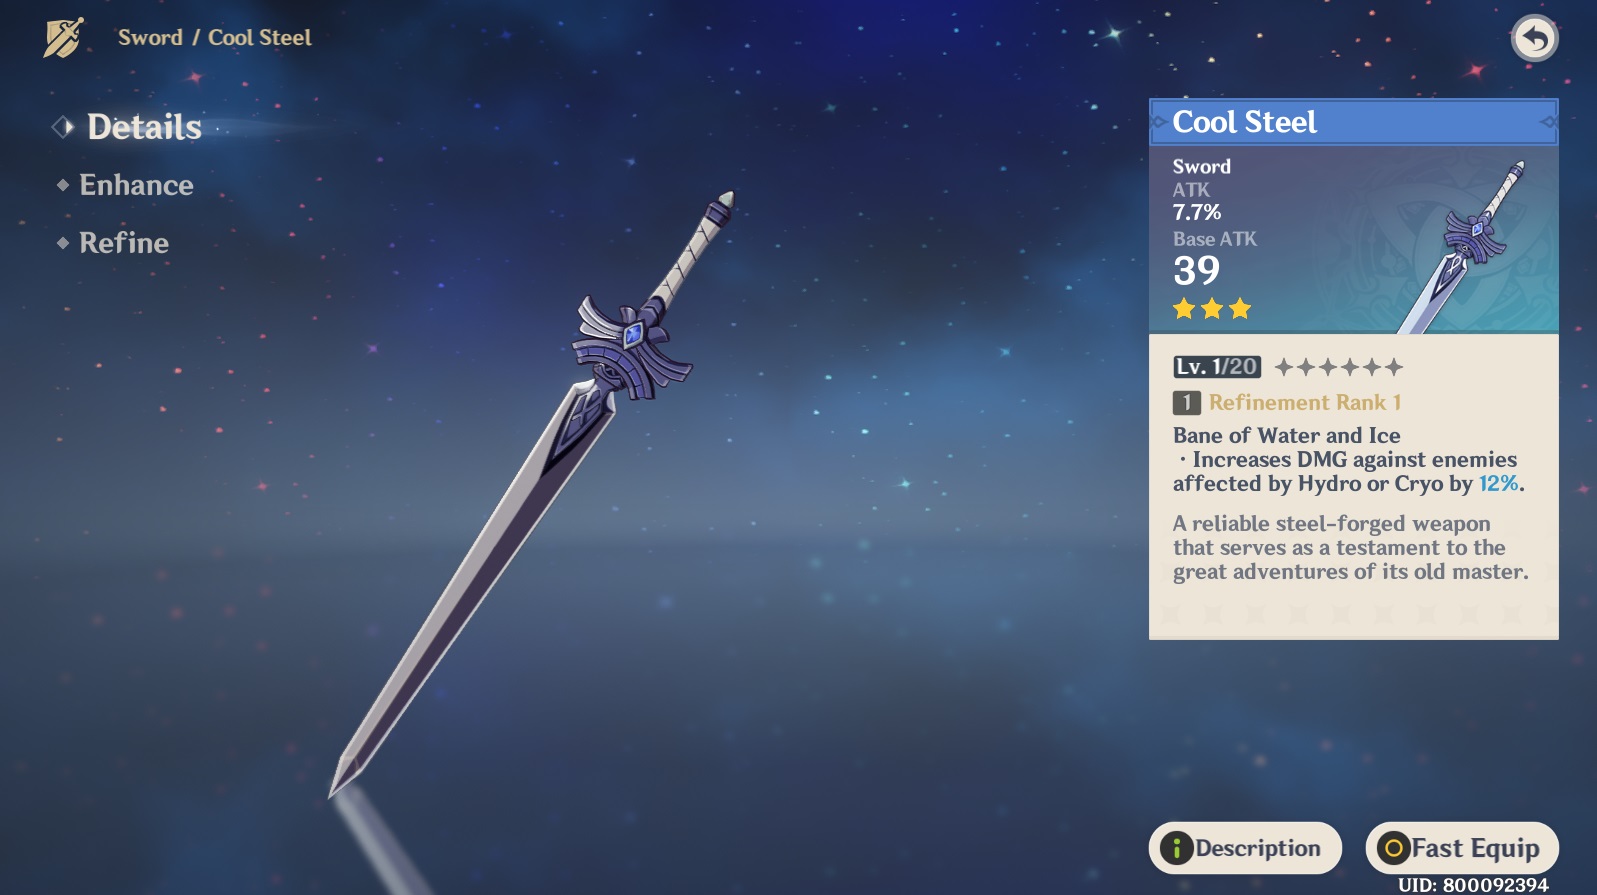 Sword / Cool Steel
Details
Enhance
Refine
Cool Steel
Sword
ATK
7.7%
Base ATK
39
Lv. 1/20
1 Refinement Rank 1
Bane of Water and Ice
· Increases DMG against enemies
affected by Hydro or Cryo by 12%.
A reliable steel-forged weapon
that serves as a testament to the
great adventures of its old master.
Description
Fast Equip
UID: 800092394